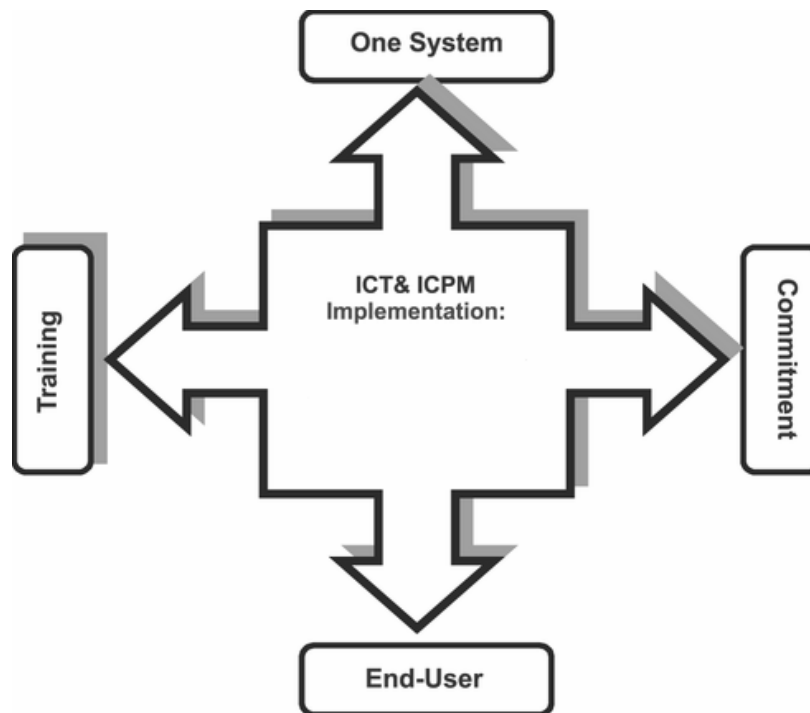 One System
ICT& ICPM
Implementation:
Training
Commitment
End-User